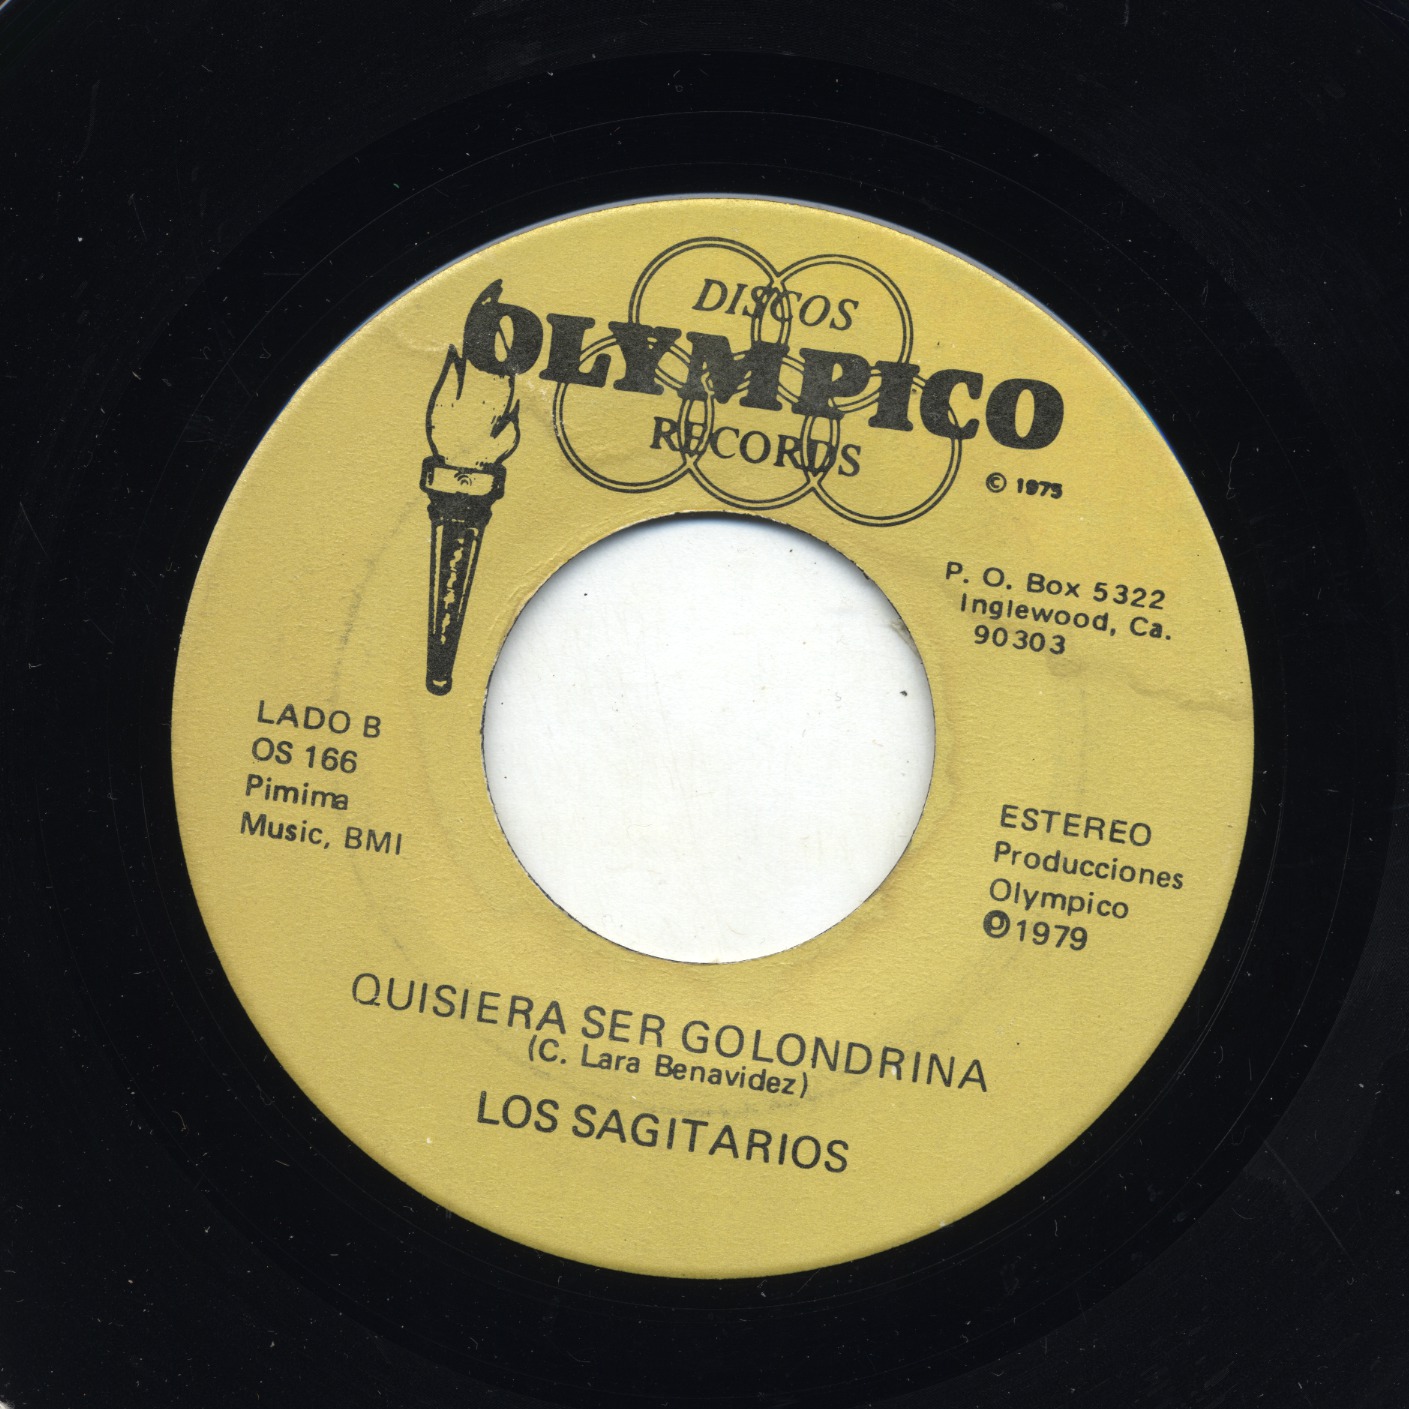 DISCOS
OLYMPICO
RECORDS
© 1975
P. O. Box 5322
Inglewood, Ca.
90303
LADO B
OS 166
Pimima
Music, BMI
ESTEREO
Producciones
Olympico
℗1979
QUISIERA SER GOLONDRINA
(C. Lara Benavidez)
LOS SAGITARIOS